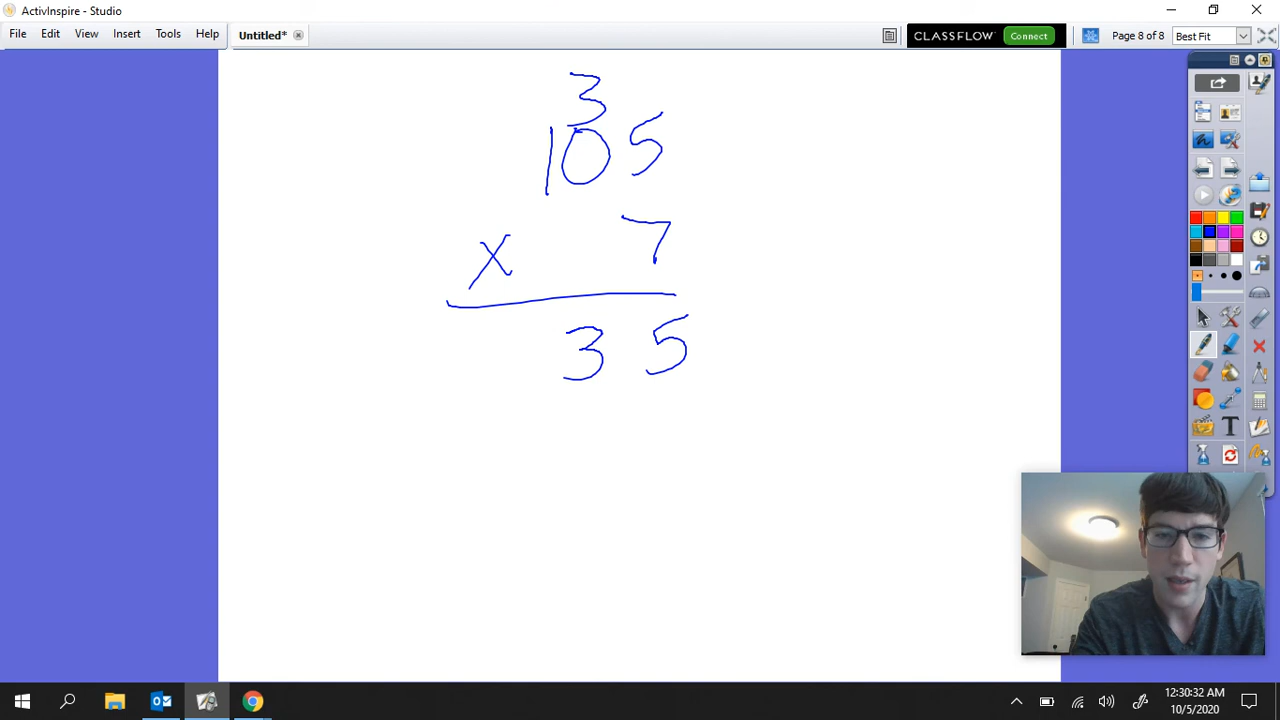 ActivInspire - Studio
File Edit View Insert Tools Help
Untitled*
CLASSFLOW Connect
Page 8 of 8
Best Fit
3
105
x 7
35
12:30:32 AM
10/5/2020